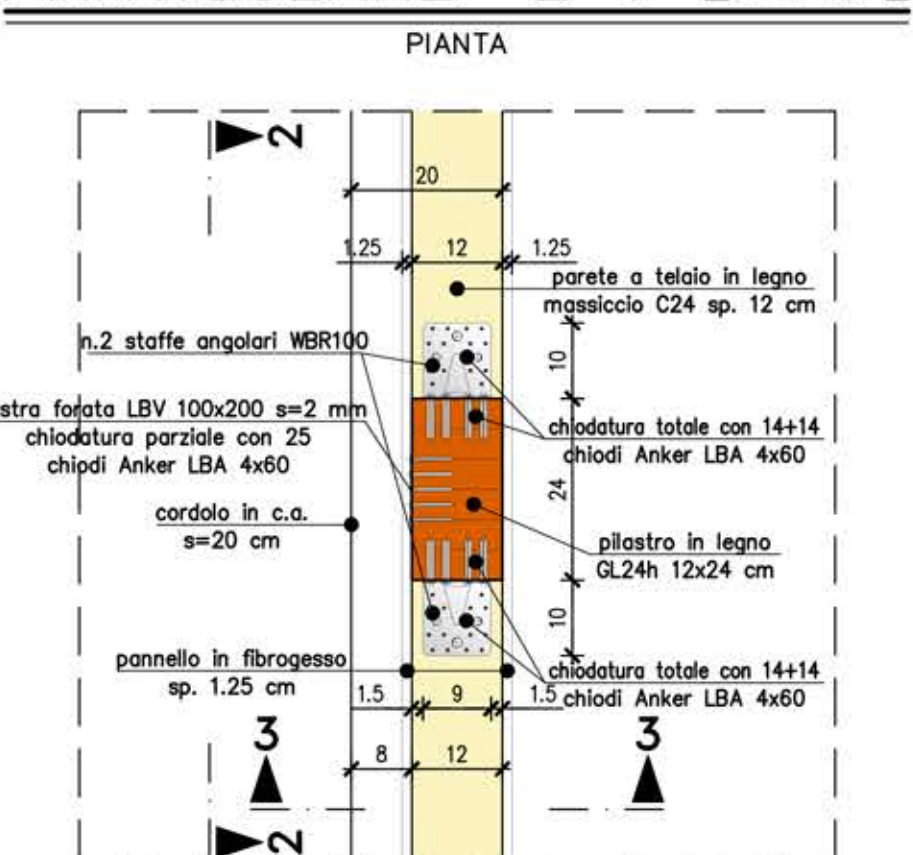 PIANTA
2
20
1.25 12 1.25
parete a telaio in legno
massiccio C24 sp. 12 cm
n.2 staffe angolari WBR100
10
stra forata LBV 100x200 s=2 mm
chiodatura parziale con 25
chiodi Anker LBA 4x60
chiodatura totale con 14+14
chiodi Anker LBA 4x60
24
cordolo in c.a.
s=20 cm
pilastro in legno
GL24h 12x24 cm
10
pannello in fibrogesso
sp. 1.25 cm
chiodatura totale con 14+14
chiodi Anker LBA 4x60
1.5 9 1.5
3 3
8 12
2